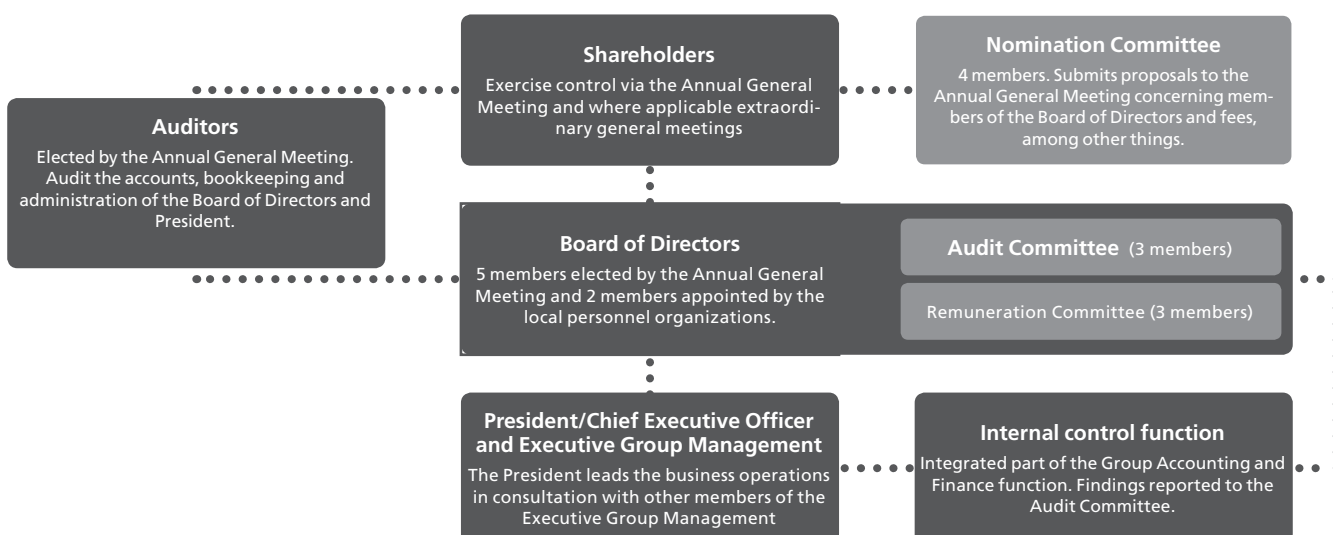 Shareholders
Exercise control via the Annual General
Meeting and where applicable extraordi-
nary general meetings
Nomination Committee
4 members. Submits proposals to the
Annual General Meeting concerning mem-
bers of the Board of Directors and fees,
among other things.
Auditors
Elected by the Annual General Meeting.
Audit the accounts, bookkeeping and
administration of the Board of Directors and
President.
Board of Directors
5 members elected by the Annual General
Meeting and 2 members appointed by the
local personnel organizations.
Audit Committee (3 members)
Remuneration Committee (3 members)
President/Chief Executive Officer
and Executive Group Management
The President leads the business operations
in consultation with other members of the
Executive Group Management
Internal control function
Integrated part of the Group Accounting and
Finance function. Findings reported to the
Audit Committee.